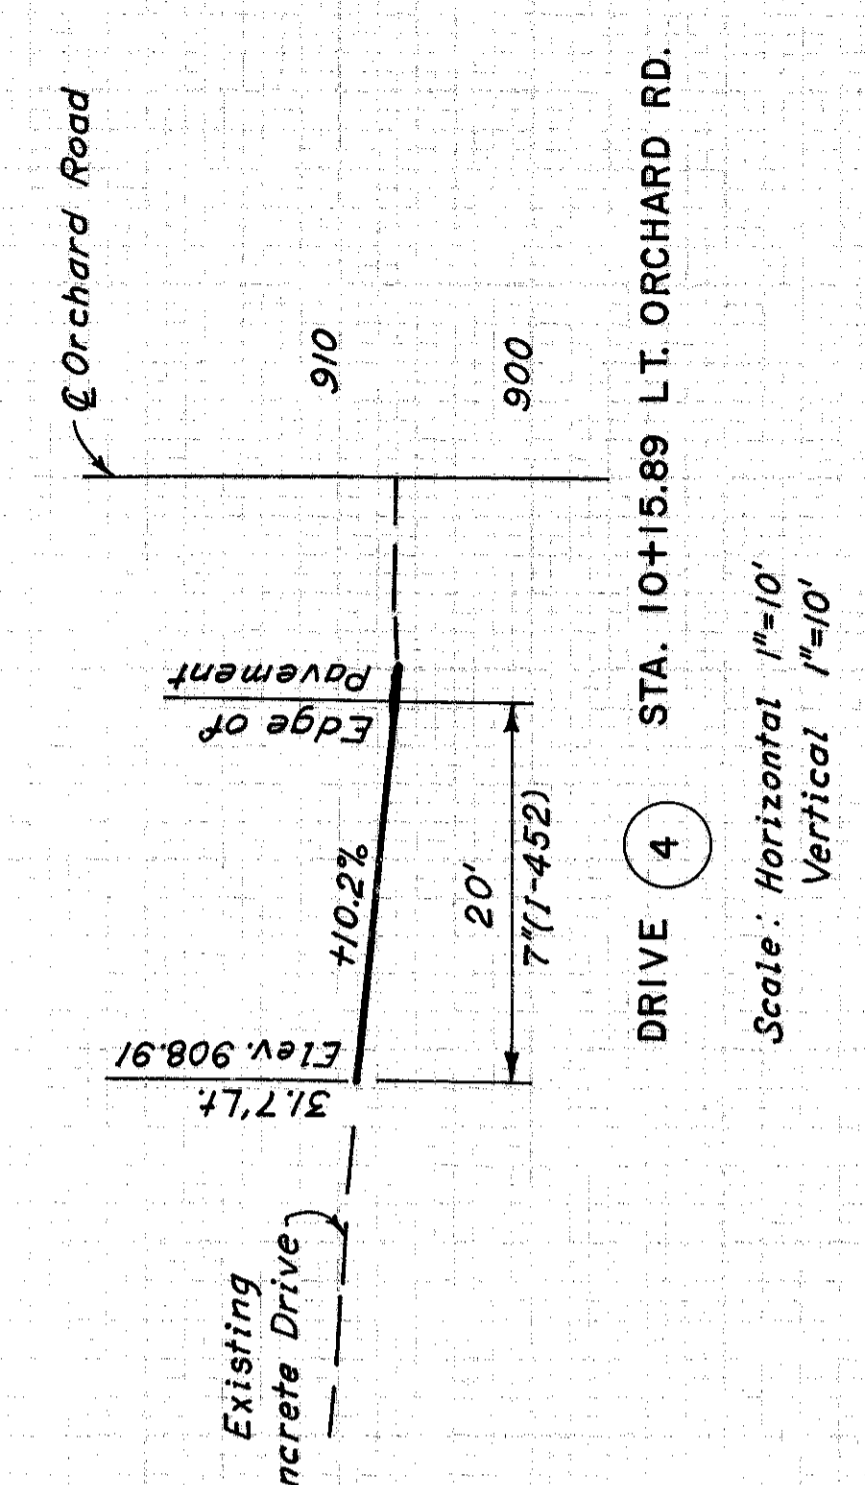 ℄ Orchard Road
910
900
Edge of
Pavement
+10.2%
20'
7"(I-452)
31.7'Lt.
Elev. 908.91
Existing
ncrete Drive
DRIVE 4 STA. 10+15.89 LT. ORCHARD RD.
Scale: Horizontal 1"=10'
Vertical 1"=10'